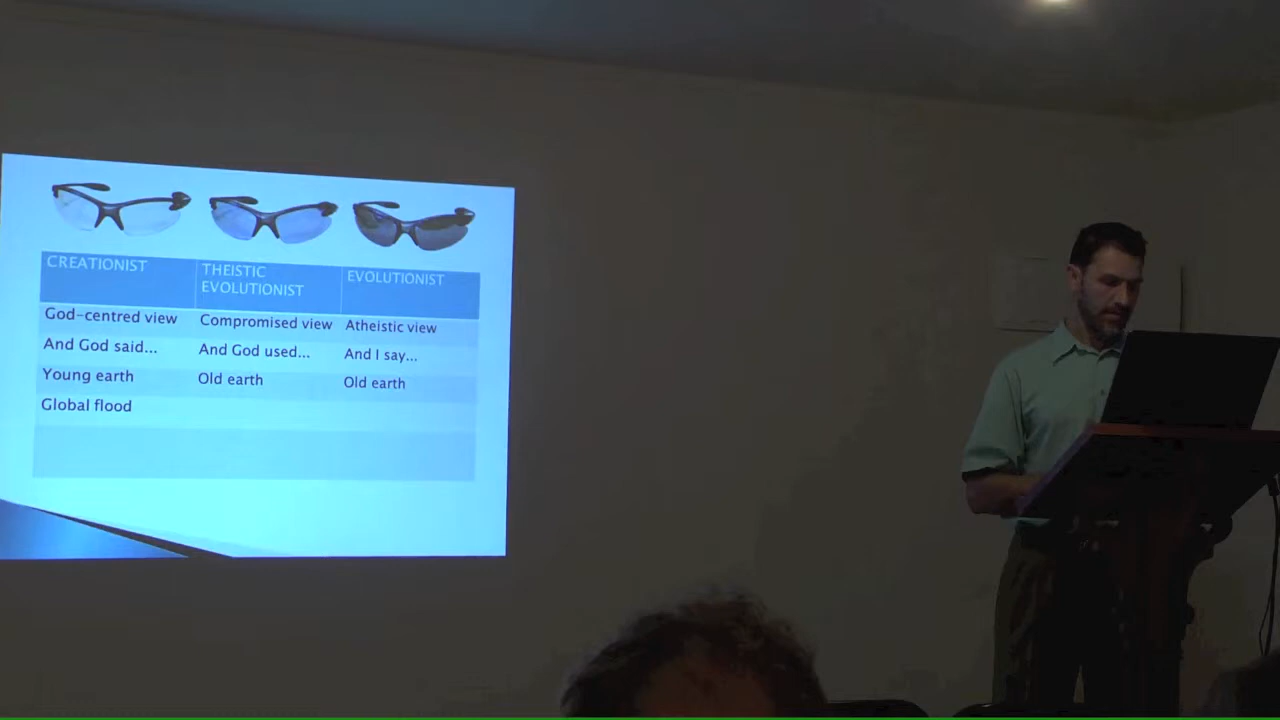 CREATIONIST
THEISTIC
EVOLUTIONIST
EVOLUTIONIST
God-centred view
Compromised view
Atheistic view
And God said...
And God used...
And I say...
Young earth
Old earth
Old earth
Global flood